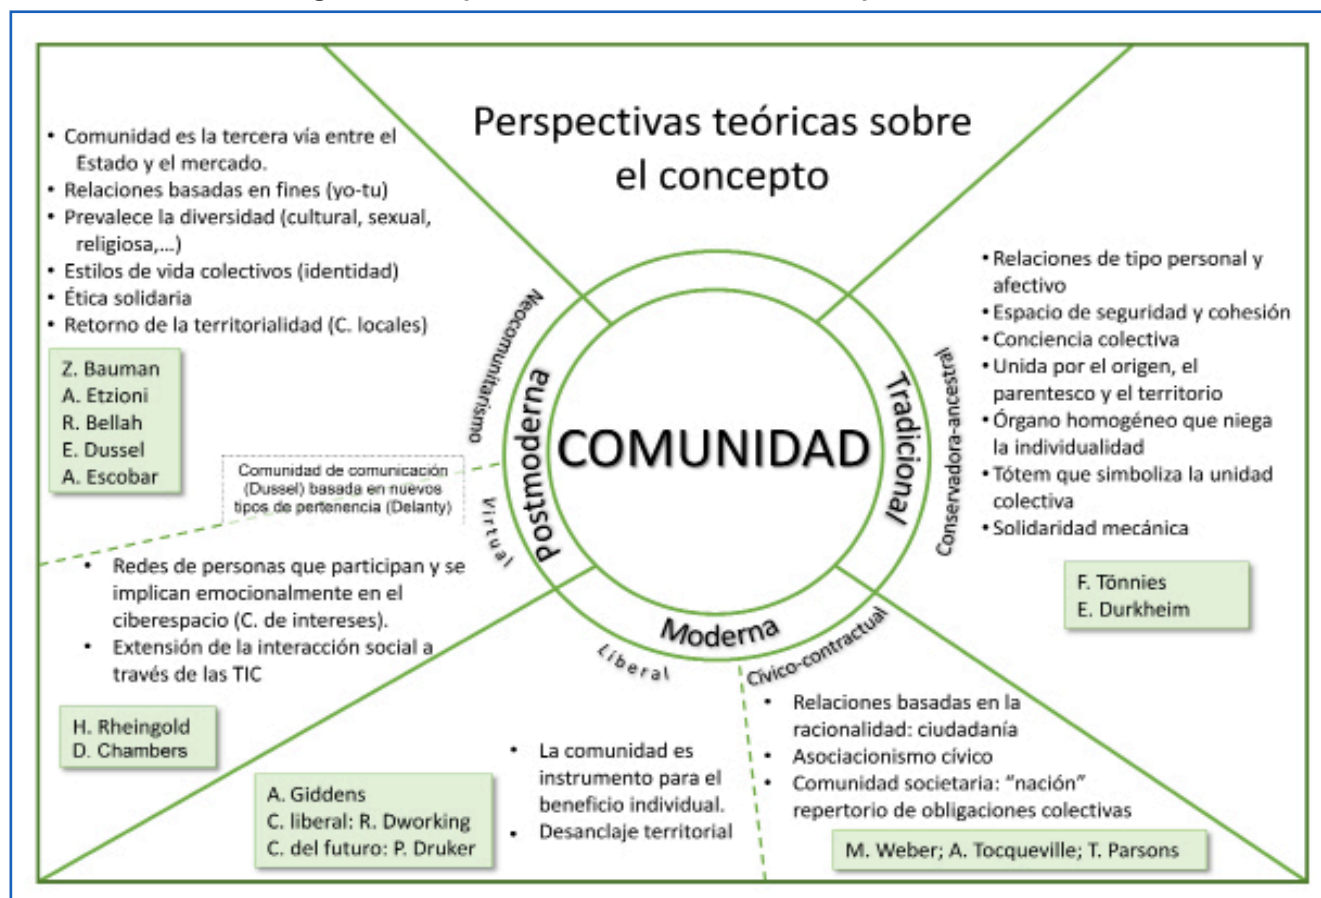 Perspectivas teóricas sobre
el concepto
• Comunidad es la tercera vía entre el
Estado y el mercado.
• Relaciones basadas en fines (yo-tu)
• Prevalece la diversidad (cultural, sexual,
religiosa,...)
• Estilos de vida colectivos (identidad)
• Ética solidaria
• Retorno de la territorialidad (C. locales)
Z. Bauman
A. Etzioni
R. Bellah
E. Dussel
A. Escobar
Neocomunitarismo
Comunidad de comunicación
(Dussel) basada en nuevos
tipos de pertenencia (Delanty)
Virtual
Postmoderna
COMUNIDAD
Tradicional
Conservadora-ancestral
• Relaciones de tipo personal y
afectivo
• Espacio de seguridad y cohesión
• Conciencia colectiva
• Unida por el origen, el
parentesco y el territorio
• Órgano homogéneo que niega
la individualidad
• Tótem que simboliza la unidad
colectiva
• Solidaridad mecánica
F. Tönnies
E. Durkheim
• Redes de personas que participan y se
implican emocionalmente en el
ciberespacio (C. de intereses).
• Extensión de la interacción social a
través de las TIC
H. Rheingold
D. Chambers
Moderna
Líberal
Cívico-contractual
• La comunidad es
instrumento para el
beneficio individual.
• Desanclaje territorial
A. Giddens
C. liberal: R. Dworking
C. del futuro: P. Druker
• Relaciones basadas en la
racionalidad: ciudadanía
• Asociacionismo cívico
• Comunidad societaria: “nación”
repertorio de obligaciones colectivas
M. Weber; A. Tocqueville; T. Parsons